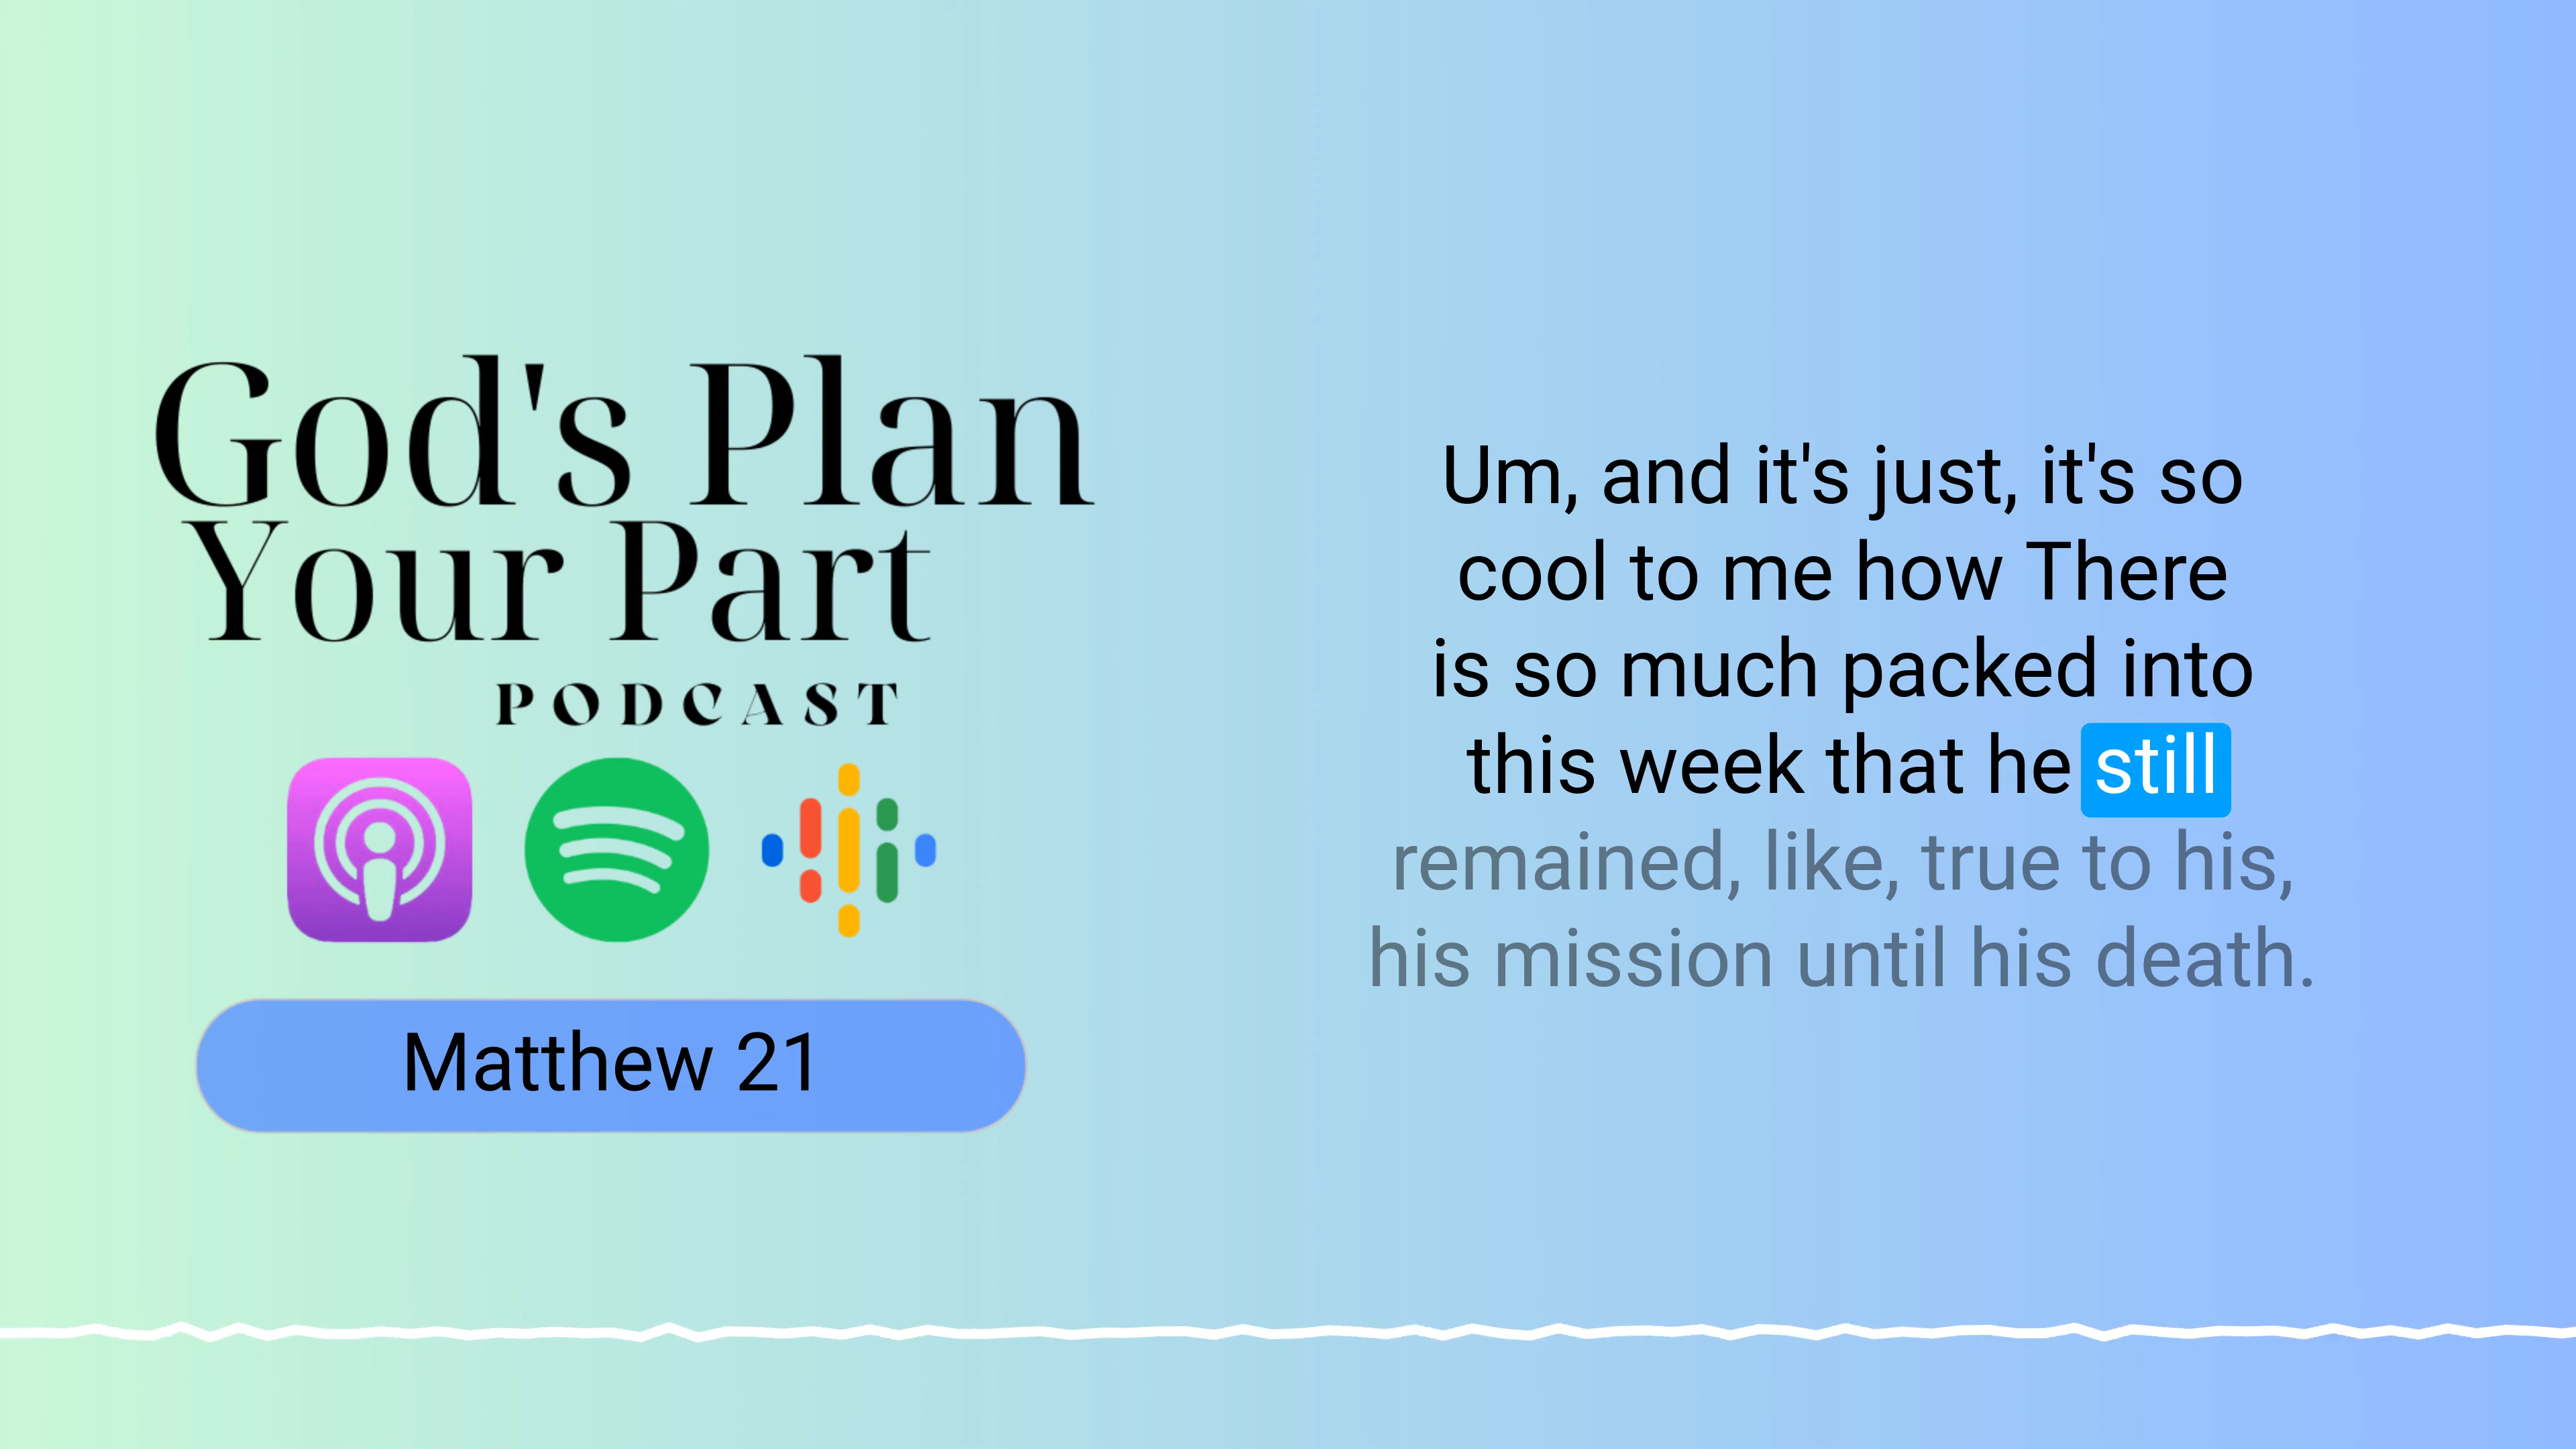 God's Plan
Your Part
PODCAST
Matthew 21
Um, and it's just, it's so
cool to me how There
is so much packed into
this week that he still
remained, like, true to his,
his mission until his death.